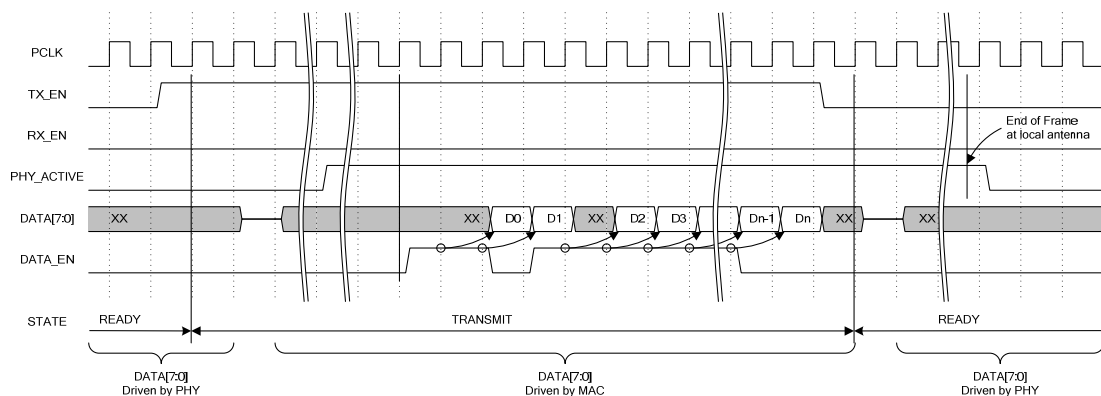 PCLK
TX_EN
RX_EN
End of Frame
at local antenna
PHY_ACTIVE
DATA[7:0]
XX
XX
D0
D1
XX
D2
D3
Dn-1
Dn
XX
XX
DATA_EN
STATE
READY
TRANSMIT
READY
DATA[7:0]
Driven by PHY
DATA[7:0]
Driven by MAC
DATA[7:0]
Driven by PHY